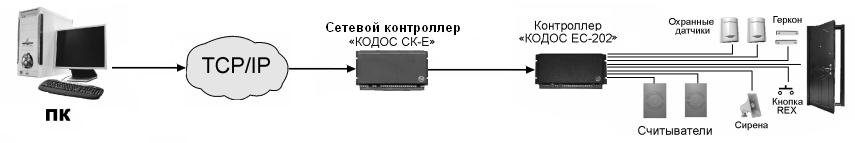 ПК
TCP/IP
Сетевой контроллер
«КОДОС СК-Е»
Контроллер
«КОДОС ЕС-202»
Охранные
датчики
Геркон
Считыватели
Сирена
Кнопка
REX